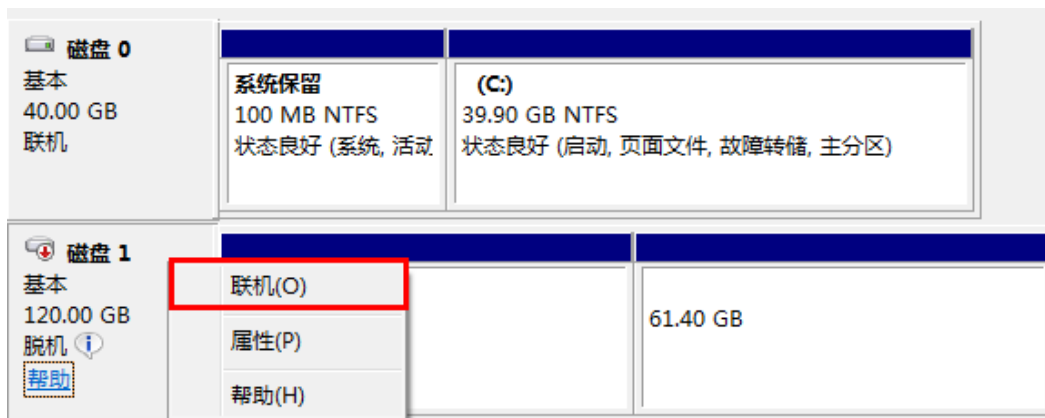 磁盘 0
基本
40.00 GB
联机
系统保留
100 MB NTFS
状态良好 (系统, 活动
(C:)
39.90 GB NTFS
状态良好 (启动, 页面文件, 故障转储, 主分区)
磁盘 1
基本
120.00 GB
脱机
帮助
联机(O)
属性(P)
帮助(H)
61.40 GB